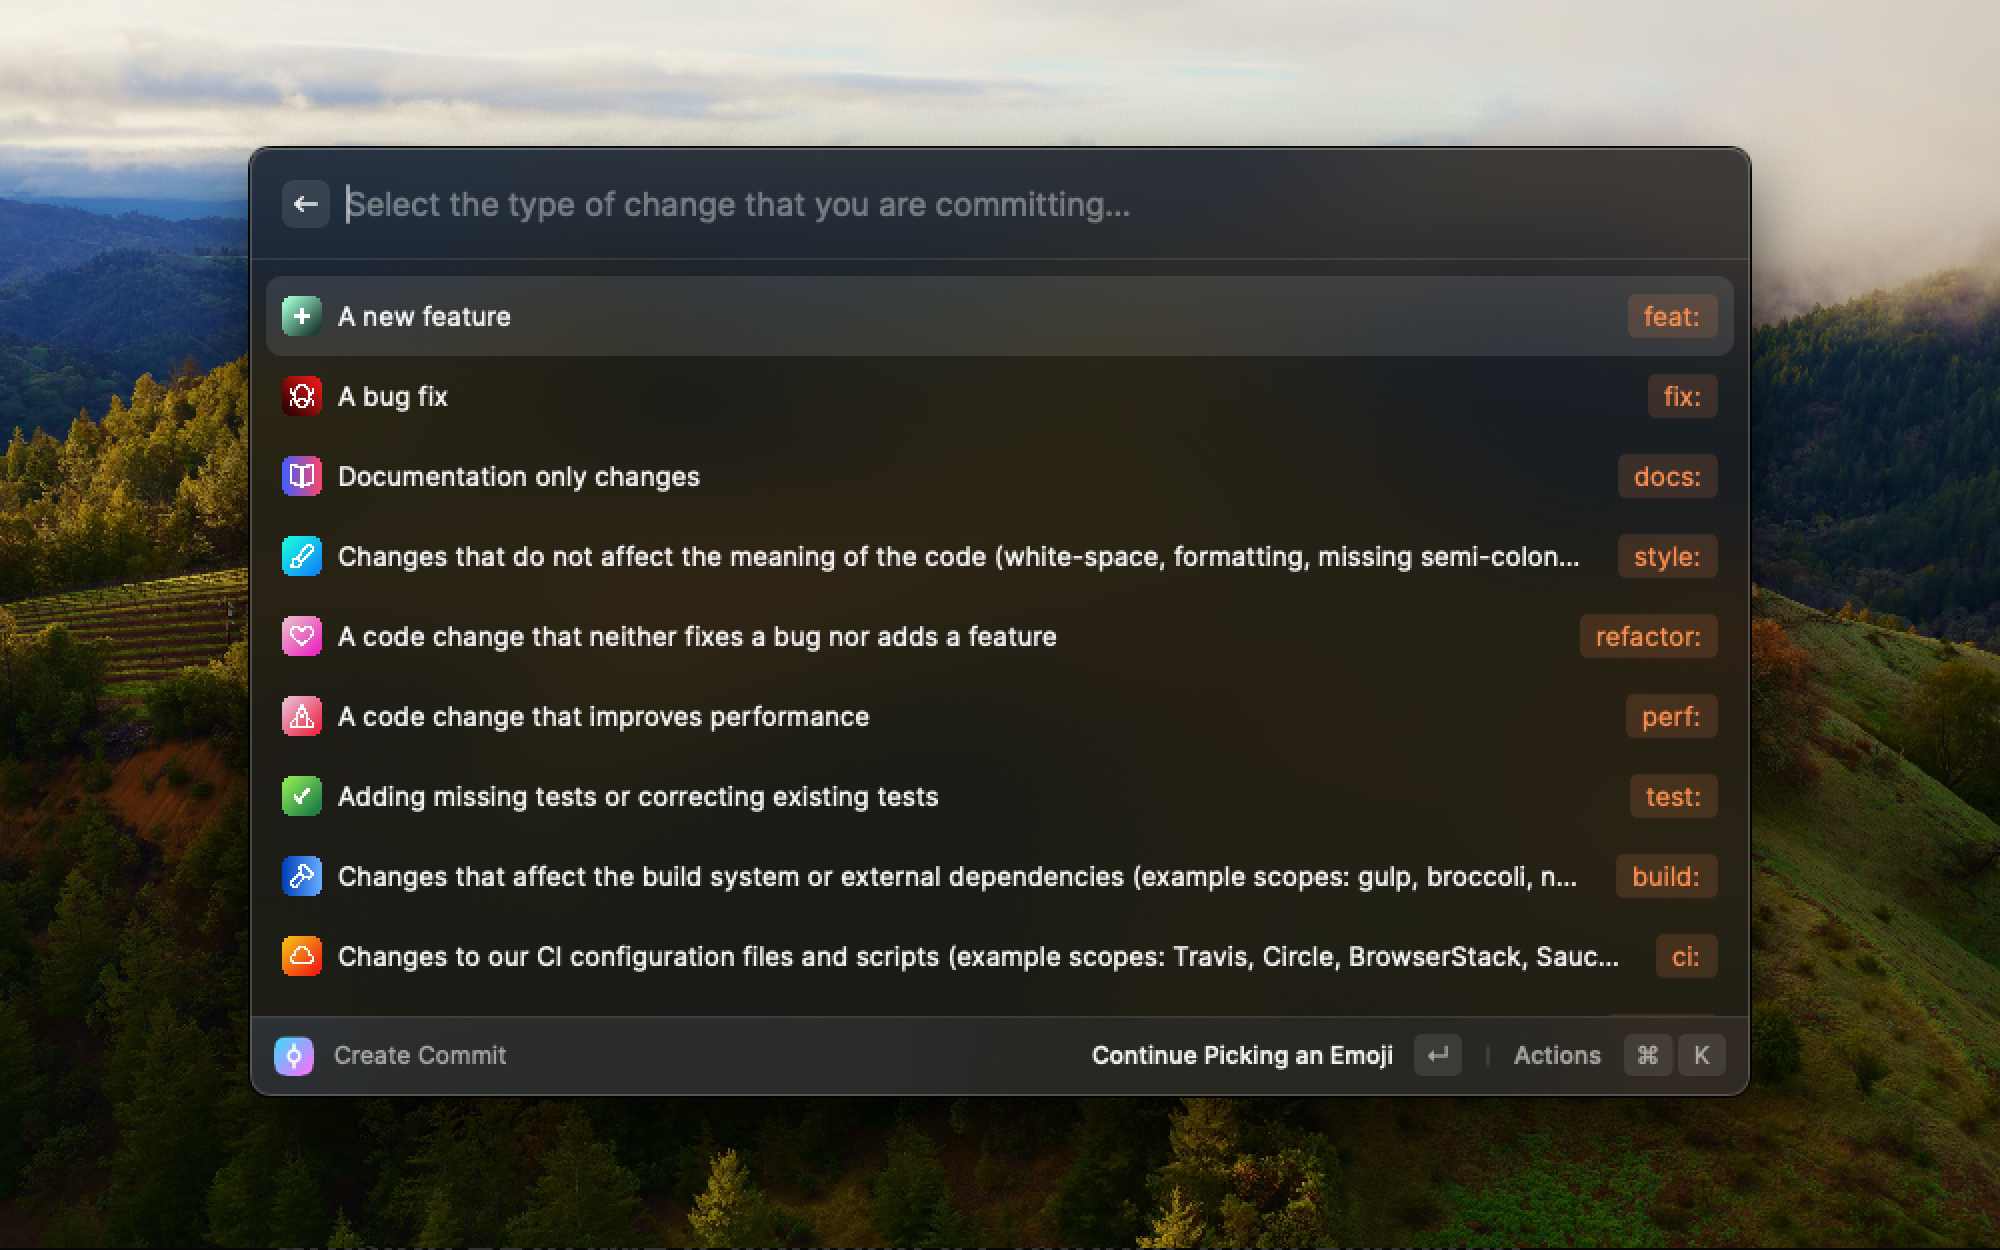 Select the type of change that you are committing...
A new feature feat:
A bug fix fix:
Documentation only changes docs:
Changes that do not affect the meaning of the code (white-space, formatting, missing semi-colon... style:
A code change that neither fixes a bug nor adds a feature refactor:
A code change that improves performance perf:
Adding missing tests or correcting existing tests test:
Changes that affect the build system or external dependencies (example scopes: gulp, broccoli, n... build:
Changes to our CI configuration files and scripts (example scopes: Travis, Circle, BrowserStack, Sauc... ci:
Create Commit Continue Picking an Emoji ↵ Actions ⌘ K